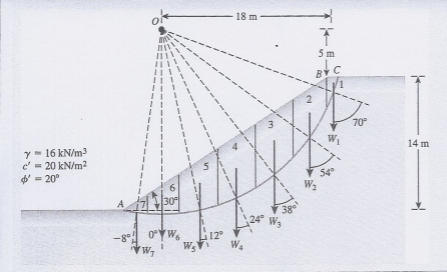 18 m
O
5 m
B C
1
2
70°
3
W₁
4
14 m
γ = 16 kN/m³
c′ = 20 kN/m²
ϕ′ = 20°
5
54°
W₂
6
A 7 30°
38°
W₃
24°
-8° 0° W₆ 12°
W₇ W₅ W₄